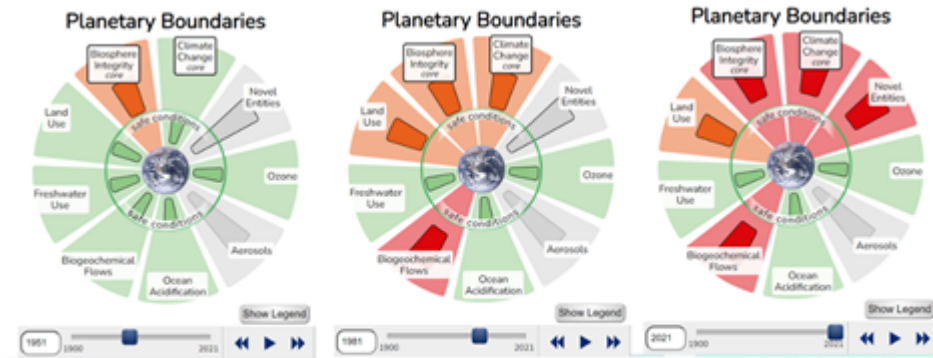 Planetary Boundaries
Biosphere
Integrity
core
Climate
Change
core
Novel
Entities
Land
Use
safe conditions
Ozone
Freshwater
Use
safe conditions
Aerosols
Biogeochemical
Flows
Ocean
Acidification
Show Legend
1951
1900
2021
Planetary Boundaries
Biosphere
Integrity
core
Climate
Change
core
Novel
Entities
Land
Use
safe conditions
Ozone
Freshwater
Use
safe conditions
Aerosols
Biogeochemical
Flows
Ocean
Acidification
Show Legend
1981
1900
2021
Planetary Boundaries
Biosphere
Integrity
core
Climate
Change
core
Novel
Entities
Land
Use
safe conditions
Ozone
Freshwater
Use
safe conditions
Aerosols
Biogeochemical
Flows
Ocean
Acidification
Show Legend
2021
1900
2021